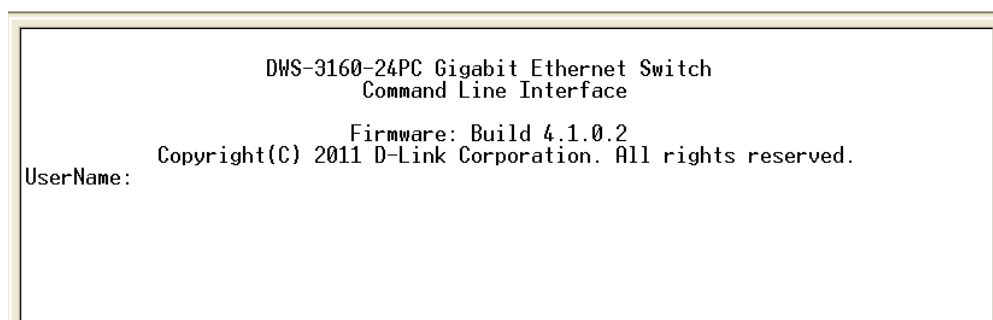 DWS-3160-24PC Gigabit Ethernet Switch
Command Line Interface
Firmware: Build 4.1.0.2
Copyright(C) 2011 D-Link Corporation. All rights reserved.
UserName: